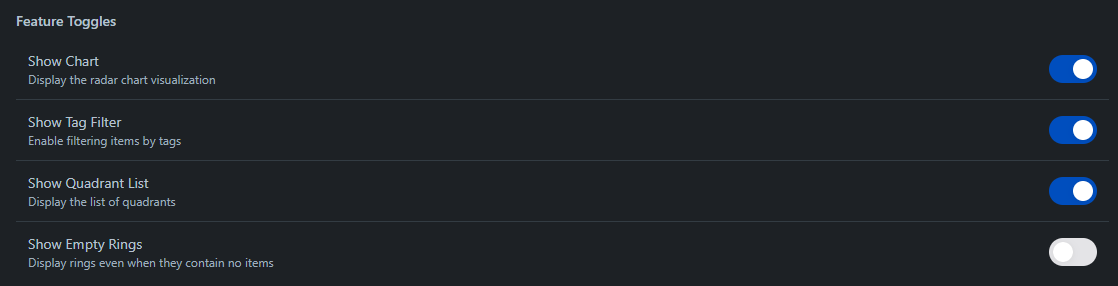 Feature Toggles
Show Chart
Display the radar chart visualization
Show Tag Filter
Enable filtering items by tags
Show Quadrant List
Display the list of quadrants
Show Empty Rings
Display rings even when they contain no items